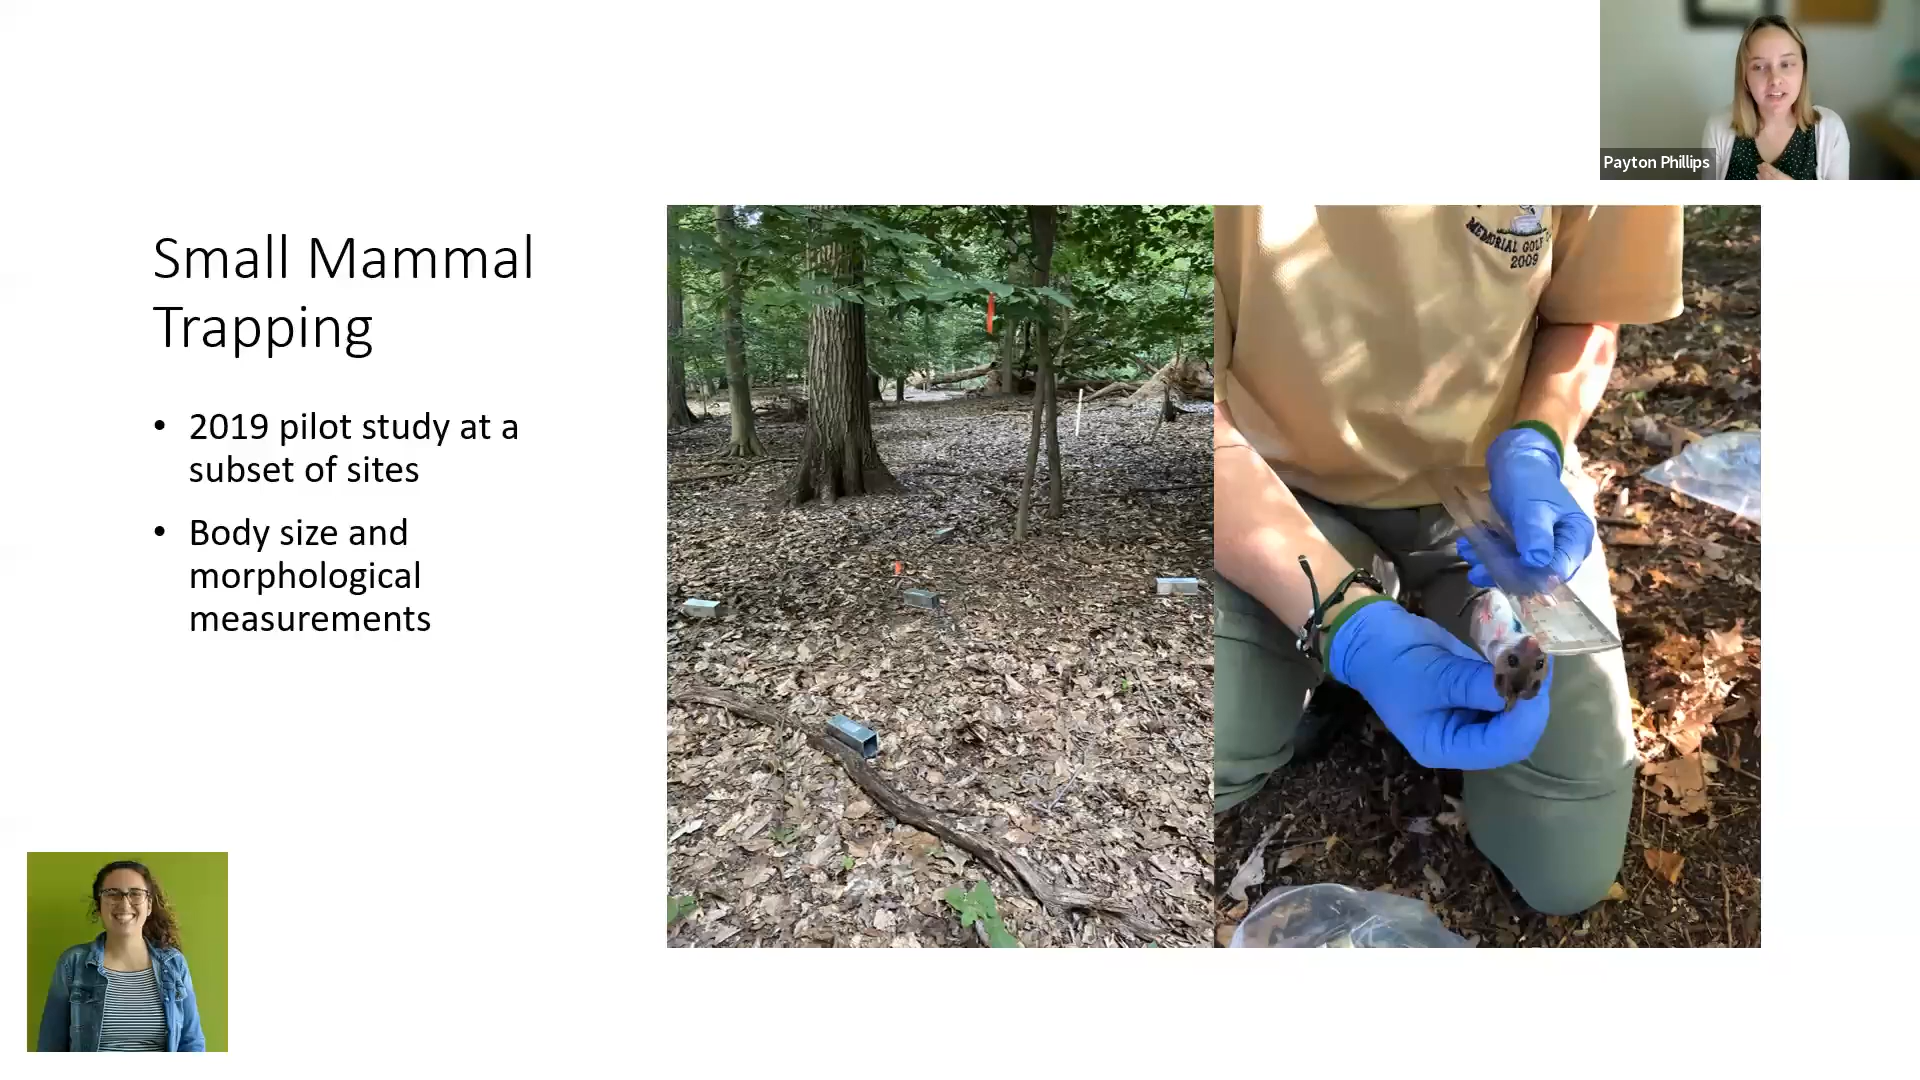 Payton Phillips
Small Mammal
Trapping
• 2019 pilot study at a
subset of sites
• Body size and
morphological
measurements
MEMORIAL GOLF
2009